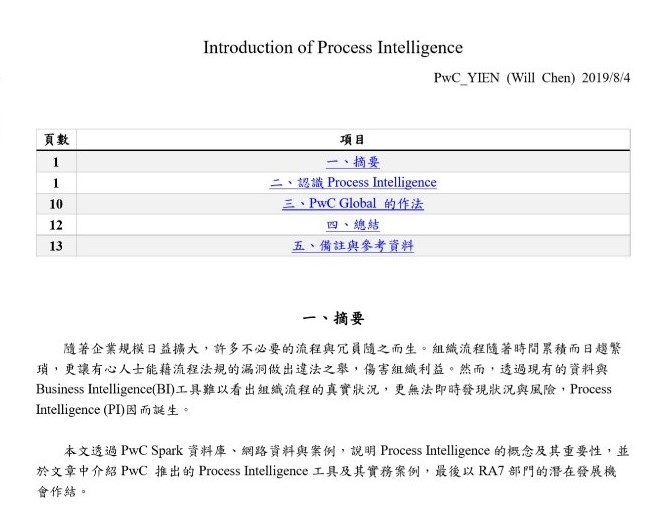 Introduction of Process Intelligence
PwC_YIEN (Will Chen) 2019/8/4
頁數 項目
1 一、摘要
1 二、認識 Process Intelligence
10 三、PwC Global 的作法
12 四、總結
13 五、備註與參考資料
一、摘要
隨著企業規模日益擴大，許多不必要的流程與冗員隨之而生。組織流程隨著時間累積而日趨繁
瑣，更讓有心人士能藉流程法規的漏洞做出違法之舉，傷害組織利益。然而，透過現有的資料與
Business Intelligence(BI)工具難以看出組織流程的真實狀況，更無法即時發現狀況與風險，Process
Intelligence (PI)因而誕生。
本文透過 PwC Spark 資料庫、網路資料與案例，說明 Process Intelligence 的概念及其重要性，並
於文章中介紹 PwC 推出的 Process Intelligence 工具及其實務案例，最後以 RA7 部門的潛在發展機
會作結。